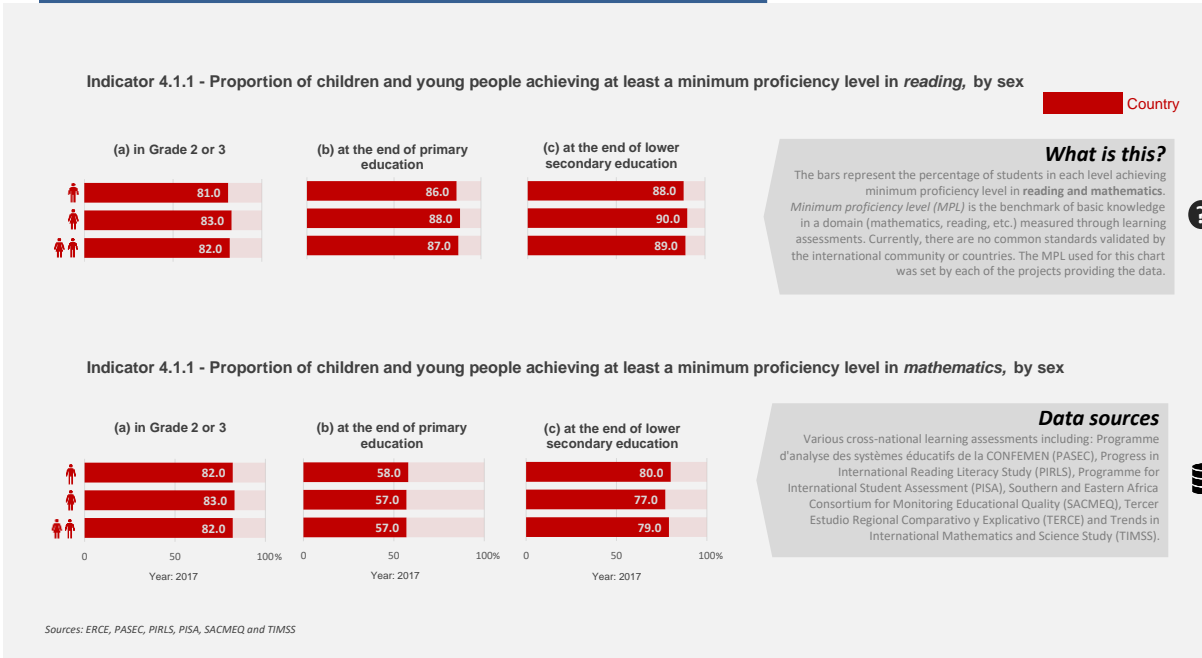 Indicator 4.1.1 - Proportion of children and young people achieving at least a minimum proficiency level in reading, by sex
Country
(a) in Grade 2 or 3
81.0
83.0
82.0
(b) at the end of primary
education
86.0
88.0
87.0
(c) at the end of lower
secondary education
88.0
90.0
89.0
What is this?
The bars represent the percentage of students in each level achieving
minimum proficiency level in reading and mathematics.
Minimum proficiency level (MPL) is the benchmark of basic knowledge
in a domain (mathematics, reading, etc.) measured through learning
assessments. Currently, there are no common standards validated by
the international community or countries. The MPL used for this chart
was set by each of the projects providing the data.
?
Indicator 4.1.1 - Proportion of children and young people achieving at least a minimum proficiency level in mathematics, by sex
(a) in Grade 2 or 3
82.0
83.0
82.0
0 50 100%
Year: 2017
(b) at the end of primary
education
58.0
57.0
57.0
0 50 100%
Year: 2017
(c) at the end of lower
secondary education
80.0
77.0
79.0
0 50 100%
Year: 2017
Data sources
Various cross-national learning assessments including: Programme
d'analyse des systèmes éducatifs de la CONFEMEN (PASEC), Progress in
International Reading Literacy Study (PIRLS), Programme for
International Student Assessment (PISA), Southern and Eastern Africa
Consortium for Monitoring Educational Quality (SACMEQ), Tercer
Estudio Regional Comparativo y Explicativo (TERCE) and Trends in
International Mathematics and Science Study (TIMSS).
Sources: ERCE, PASEC, PIRLS, PISA, SACMEQ and TIMSS